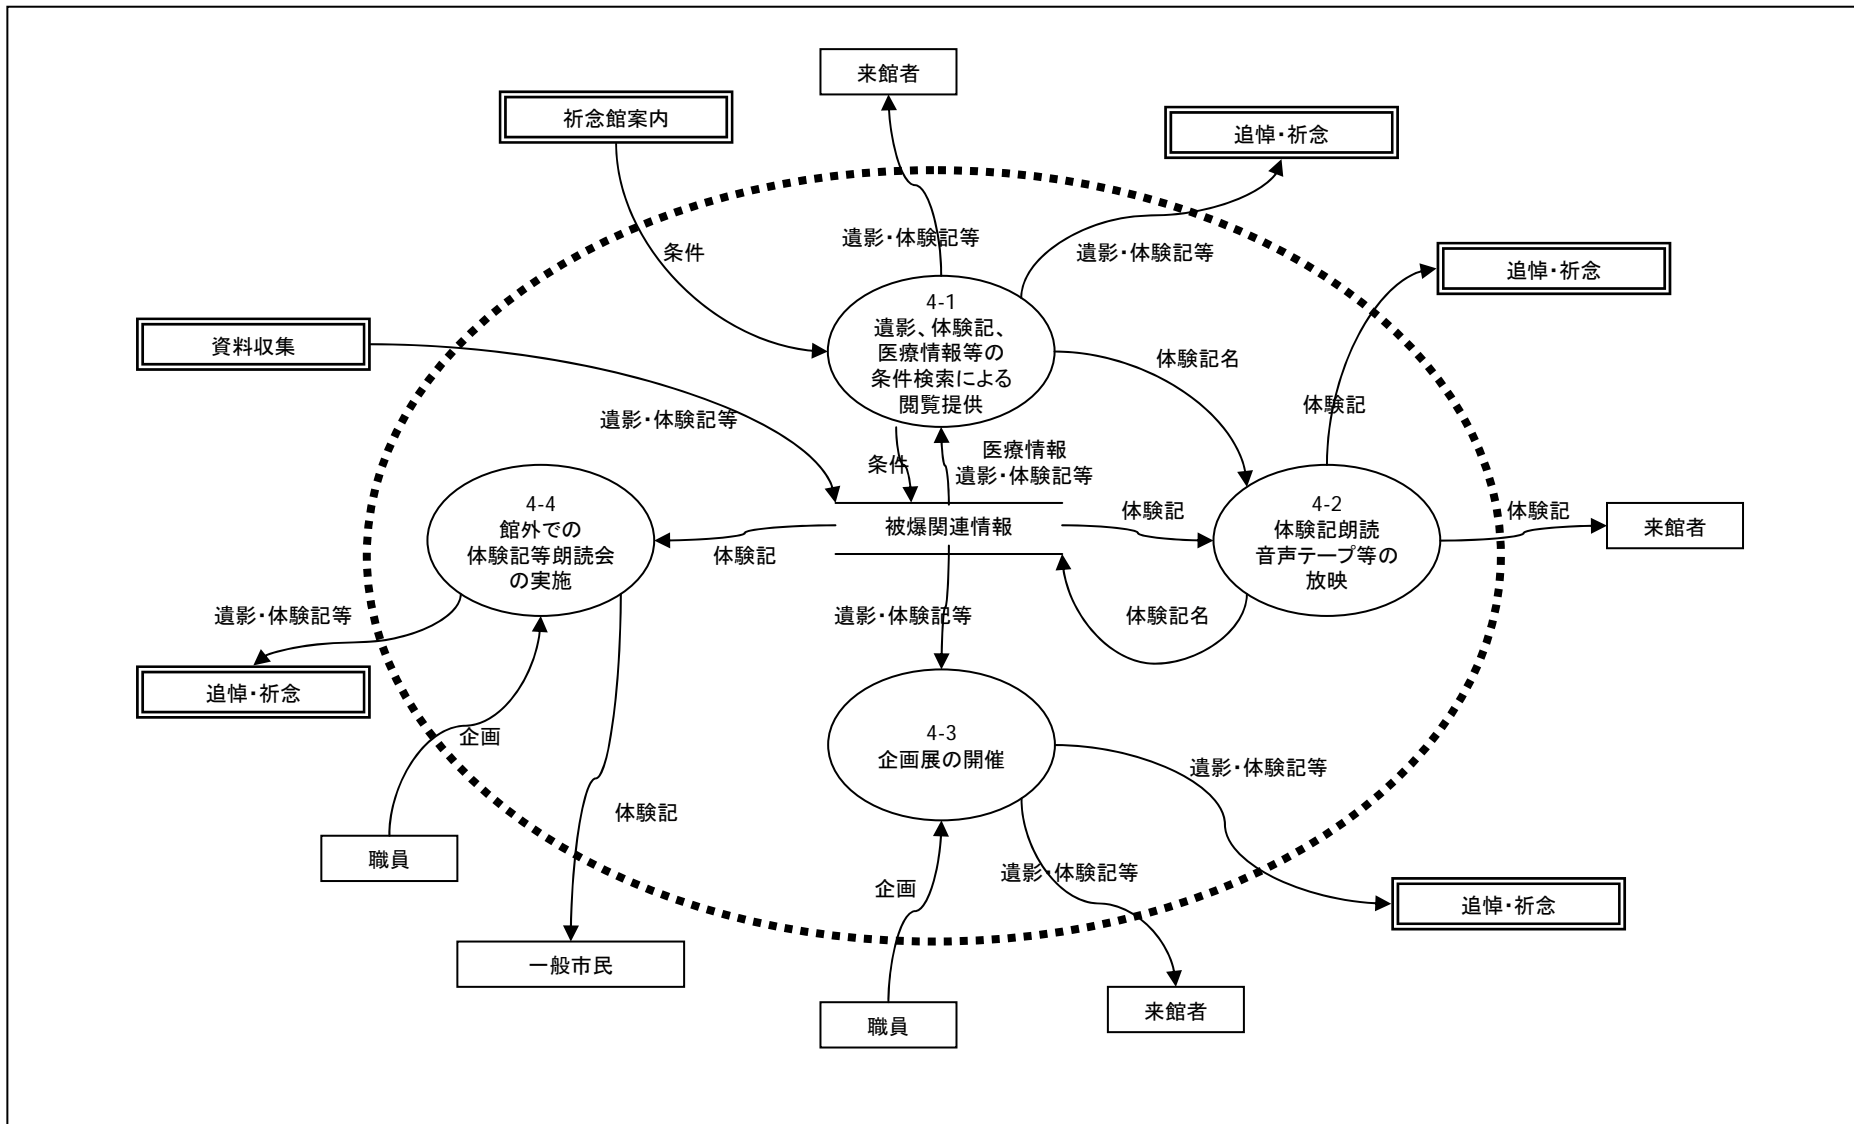 来館者
祈念館案内
追悼・祈念
遺影・体験記等
条件
遺影・体験記等
追悼・祈念
4-1
遺影、体験記、
医療情報等の
条件検索による
閲覧提供
資料収集
体験記名
体験記
遺影・体験記等
医療情報
条件
遺影・体験記等
4-4
館外での
体験記等朗読会
の実施
被爆関連情報
体験記
4-2
体験記朗読
音声テープ等の
放映
体験記
来館者
体験記
遺影・体験記等
遺影・体験記等
体験記名
追悼・祈念
企画
4-3
企画展の開催
遺影・体験記等
体験記
職員
企画
遺影・体験記等
追悼・祈念
一般市民
来館者
職員